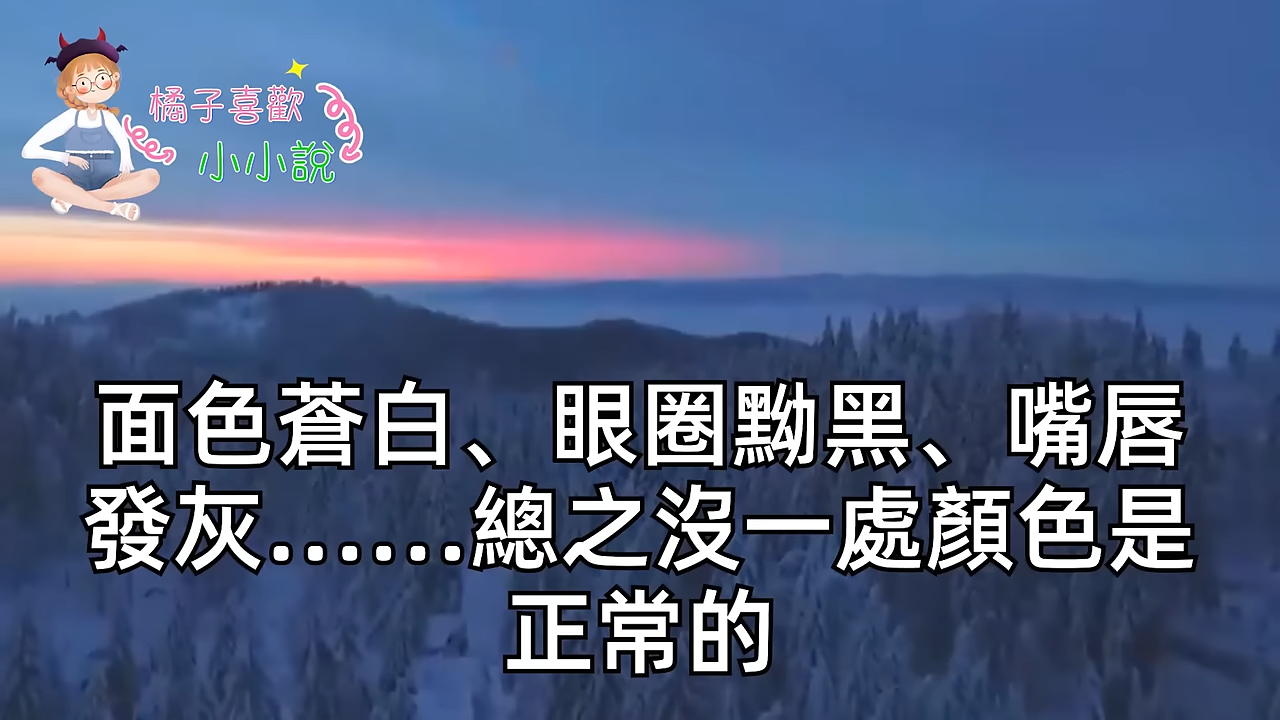 橘子喜歡
小小說
面色蒼白、眼圈黝黑、嘴唇
發灰......總之沒一處顏色是
正常的